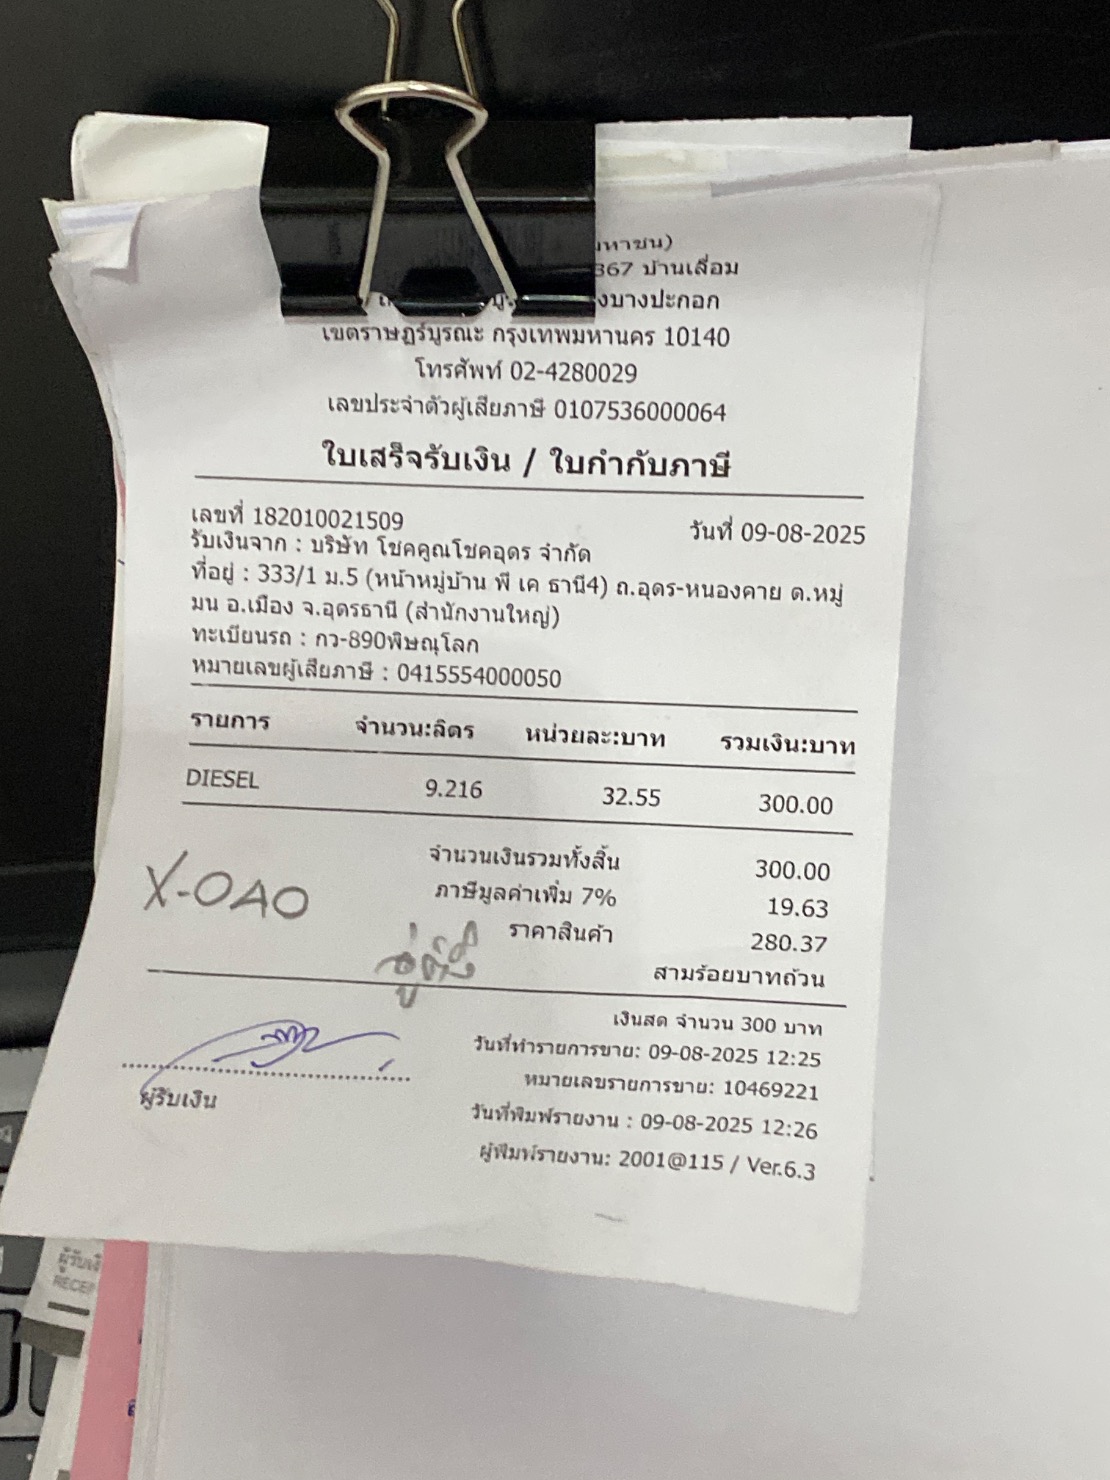 มหาชน)
367 บ้านเลื่อม
งบางปะกอก
เขตราษฎร์บูรณะ กรุงเทพมหานคร 10140
โทรศัพท์ 02-4280029
เลขประจำตัวผู้เสียภาษี 0107536000064
ใบเสร็จรับเงิน / ใบกำกับภาษี
เลขที่ 182010021509 วันที่ 09-08-2025
รับเงินจาก : บริษัท โชคคูณโชคอุดร จำกัด
ที่อยู่ : 333/1 ม.5 (หน้าหมู่บ้าน พี เค ธานี4) ถ.อุดร-หนองคาย ต.หมู่
มน อ.เมือง จ.อุดรธานี (สำนักงานใหญ่)
ทะเบียนรถ : กว-890พิษณุโลก
หมายเลขผู้เสียภาษี : 0415554000050
รายการ จำนวน:ลิตร หน่วยละ:บาท รวมเงิน:บาท
DIESEL 9.216 32.55 300.00
จำนวนเงินรวมทั้งสิ้น 300.00
ภาษีมูลค่าเพิ่ม 7% 19.63
X-OAO
ราคาสินค้า 280.37
สามร้อยบาทถ้วน
เงินสด จำนวน 300 บาท
วันที่ทำรายการขาย: 09-08-2025 12:25
หมายเลขรายการขาย: 10469221
ผู้รับเงิน
วันที่พิมพ์รายงาน : 09-08-2025 12:26
ผู้พิมพ์รายงาน: 2001@115 / Ver.6.3
ผู้รับเงิ
RECE